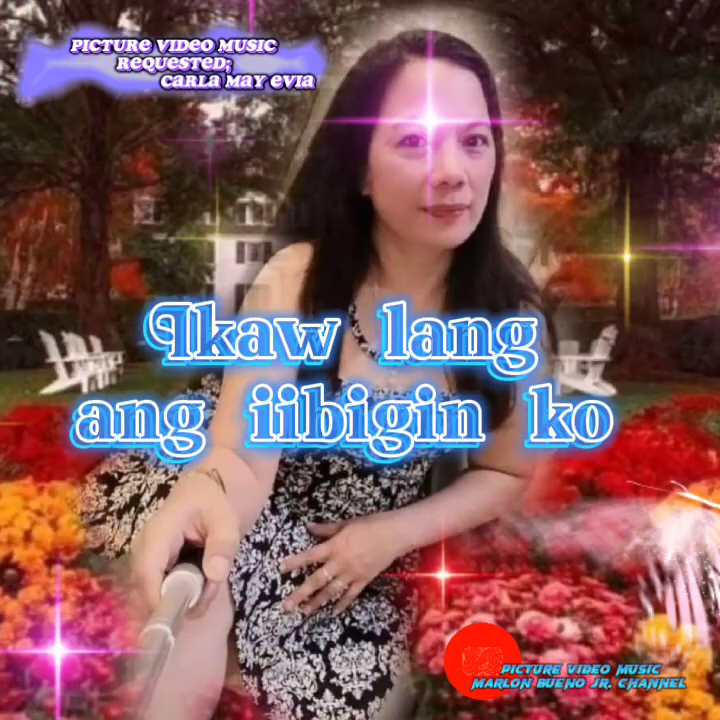 PICTURE VIDEO MUSIC
REQUESTED;
CARLA MAY EVIA
Ikaw lang
ang iibigin ko
PICTURE VIDEO MUSIC
MARLON BUENO JR. CHANNEL